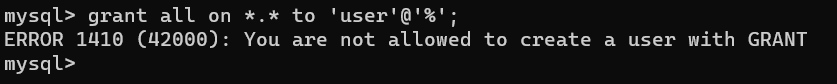 mysql> grant all on *.* to 'user'@'%';
ERROR 1410 (42000): You are not allowed to create a user with GRANT
mysql>